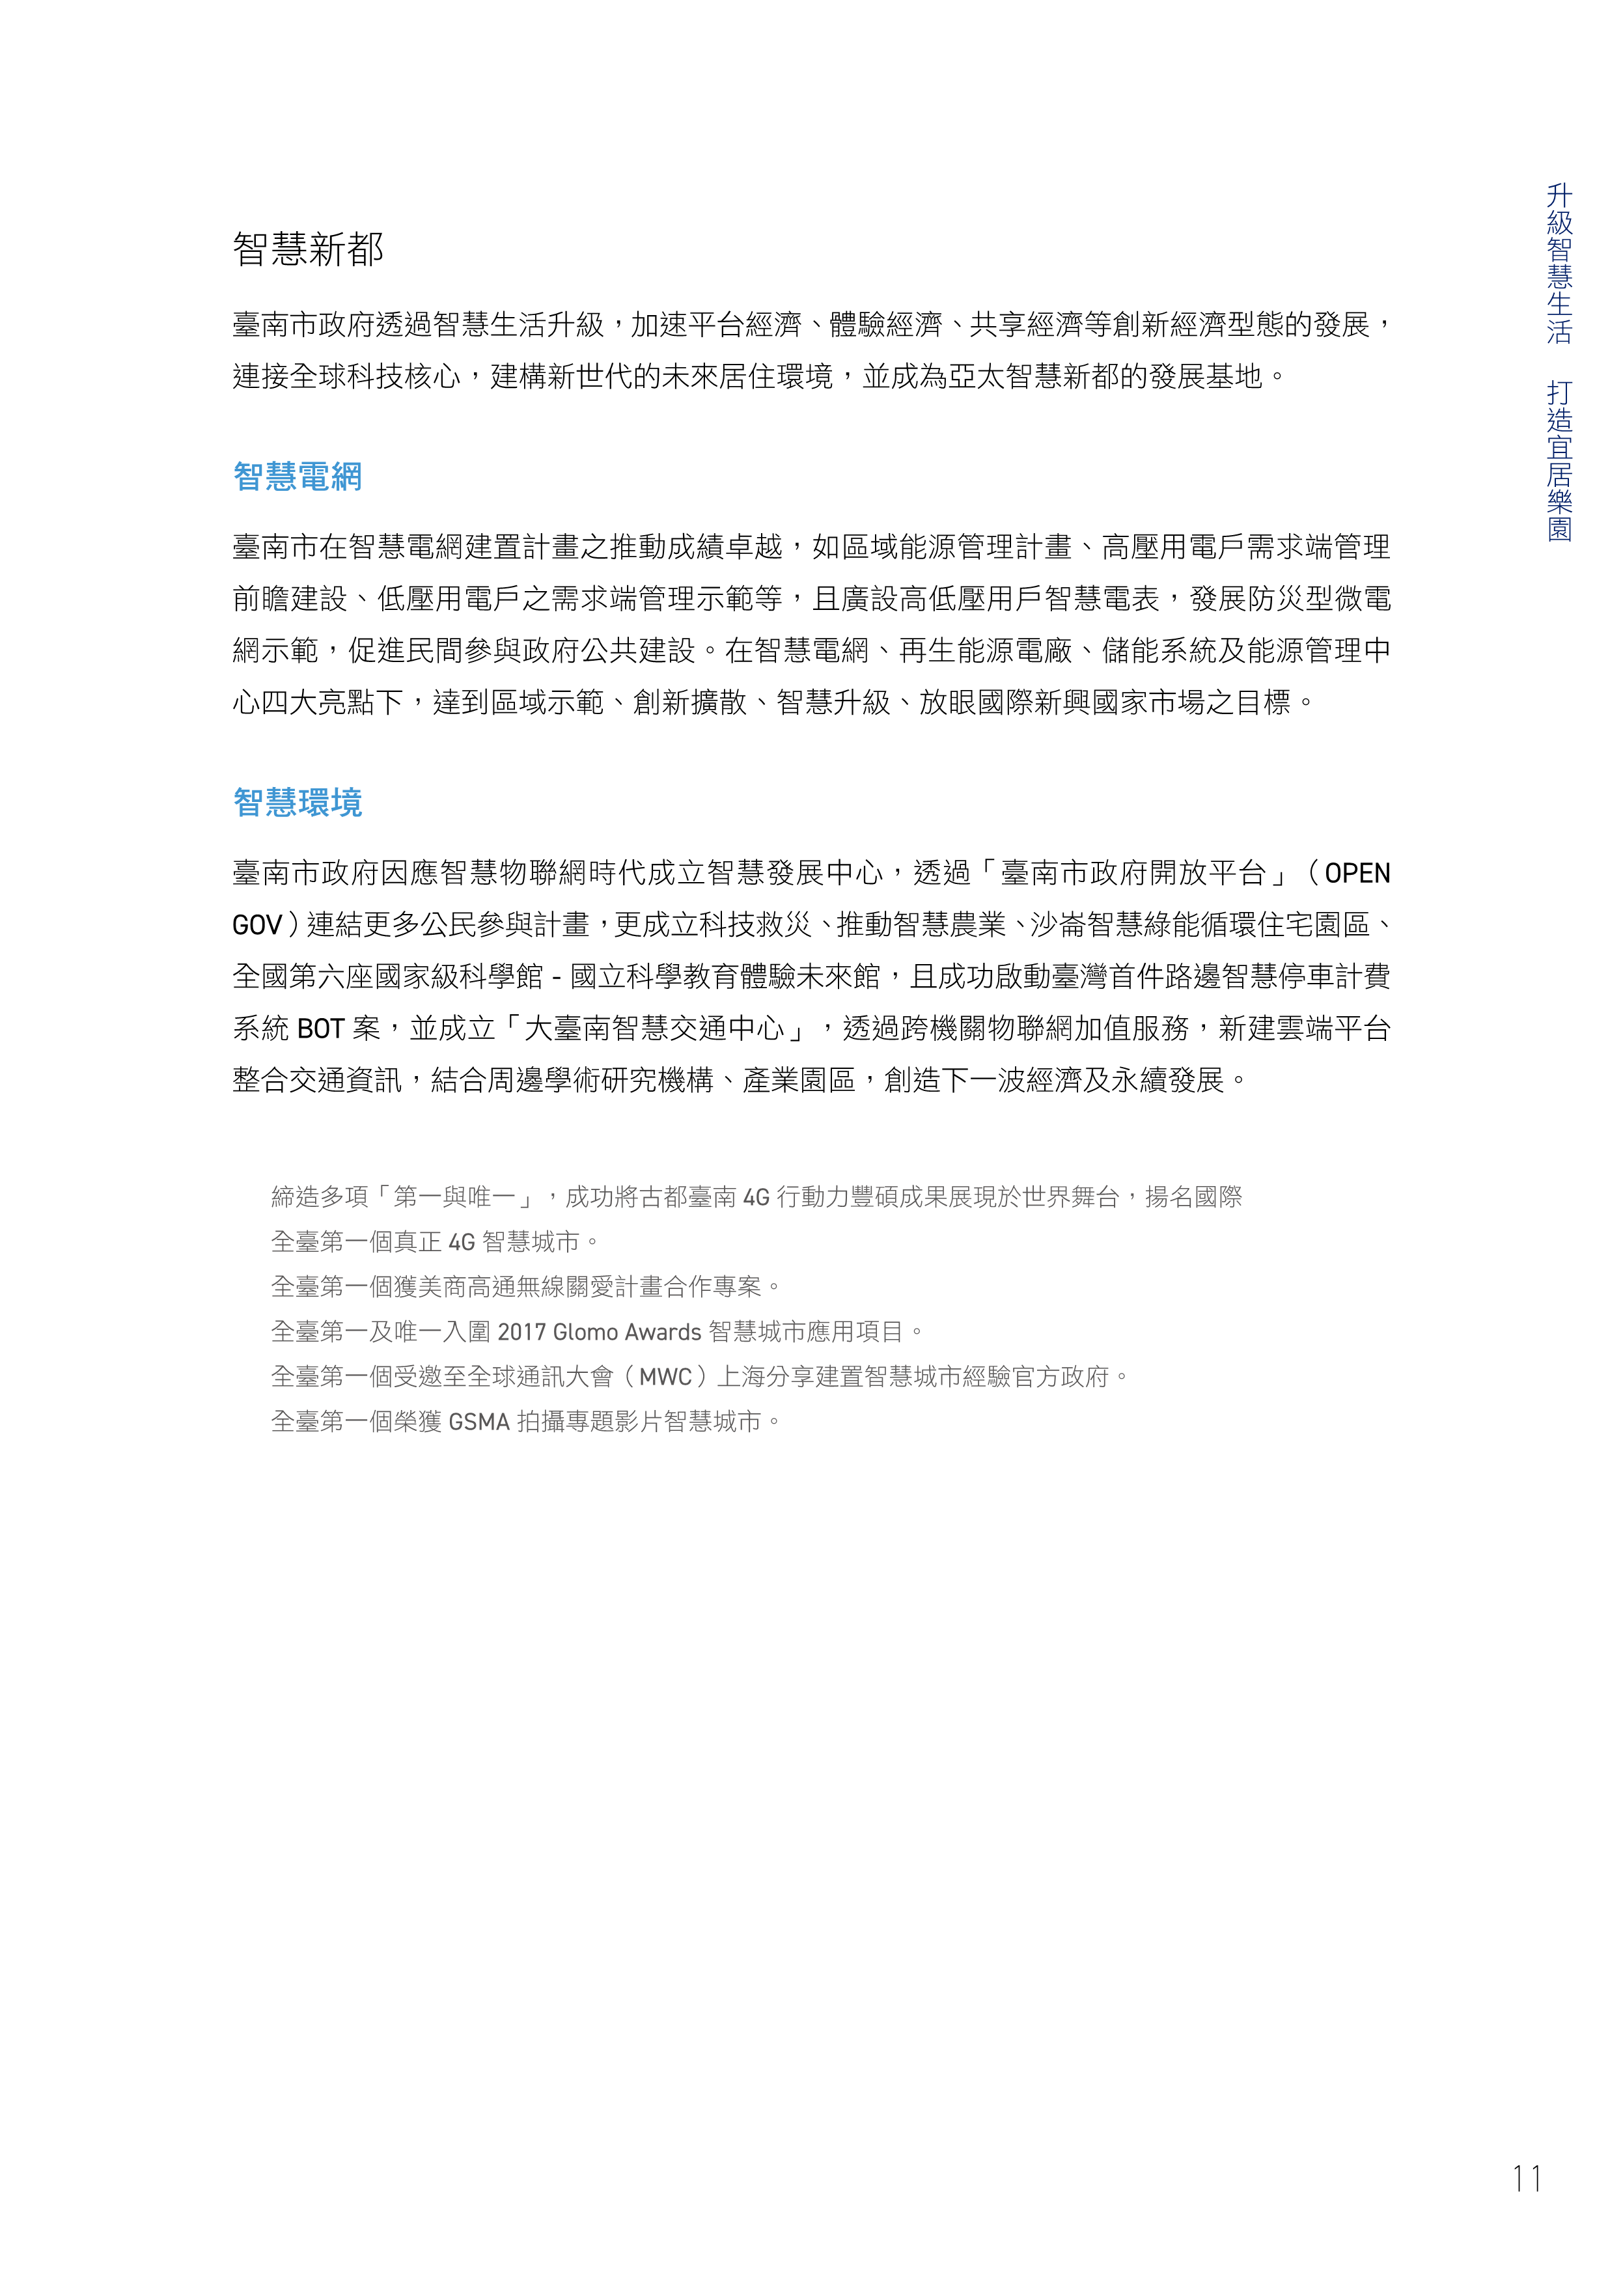 升級智慧生活　打造宜居樂園
智慧新都
臺南市政府透過智慧生活升級，加速平台經濟、體驗經濟、共享經濟等創新經濟型態的發展，
連接全球科技核心，建構新世代的未來居住環境，並成為亞太智慧新都的發展基地。
智慧電網
臺南市在智慧電網建置計畫之推動成績卓越，如區域能源管理計畫、高壓用電戶需求端管理
前瞻建設、低壓用電戶之需求端管理示範等，且廣設高低壓用戶智慧電表，發展防災型微電
網示範，促進民間參與政府公共建設。在智慧電網、再生能源電廠、儲能系統及能源管理中
心四大亮點下，達到區域示範、創新擴散、智慧升級、放眼國際新興國家市場之目標。
智慧環境
臺南市政府因應智慧物聯網時代成立智慧發展中心，透過「臺南市政府開放平台」（OPEN
GOV）連結更多公民參與計畫，更成立科技救災、推動智慧農業、沙崙智慧綠能循環住宅園區、
全國第六座國家級科學館 - 國立科學教育體驗未來館，且成功啟動臺灣首件路邊智慧停車計費
系統 BOT 案，並成立「大臺南智慧交通中心」，透過跨機關物聯網加值服務，新建雲端平台
整合交通資訊，結合周邊學術研究機構、產業園區，創造下一波經濟及永續發展。
締造多項「第一與唯一」，成功將古都臺南 4G 行動力豐碩成果展現於世界舞台，揚名國際
全臺第一個真正 4G 智慧城市。
全臺第一個獲美商高通無線關愛計畫合作專案。
全臺第一及唯一入圍 2017 Glomo Awards 智慧城市應用項目。
全臺第一個受邀至全球通訊大會（MWC）上海分享建置智慧城市經驗官方政府。
全臺第一個榮獲 GSMA 拍攝專題影片智慧城市。
11